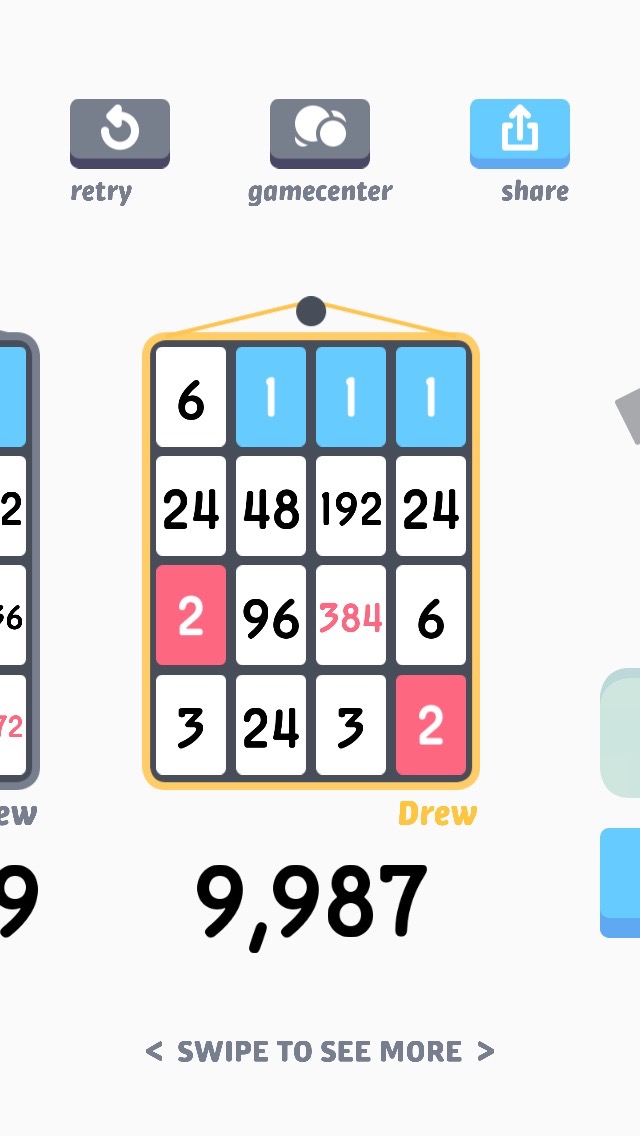 retry gamecenter share
6 1 1 1
24 48 192 24
2 96 384 6
3 24 3 2
Drew
9,987
< SWIPE TO SEE MORE >